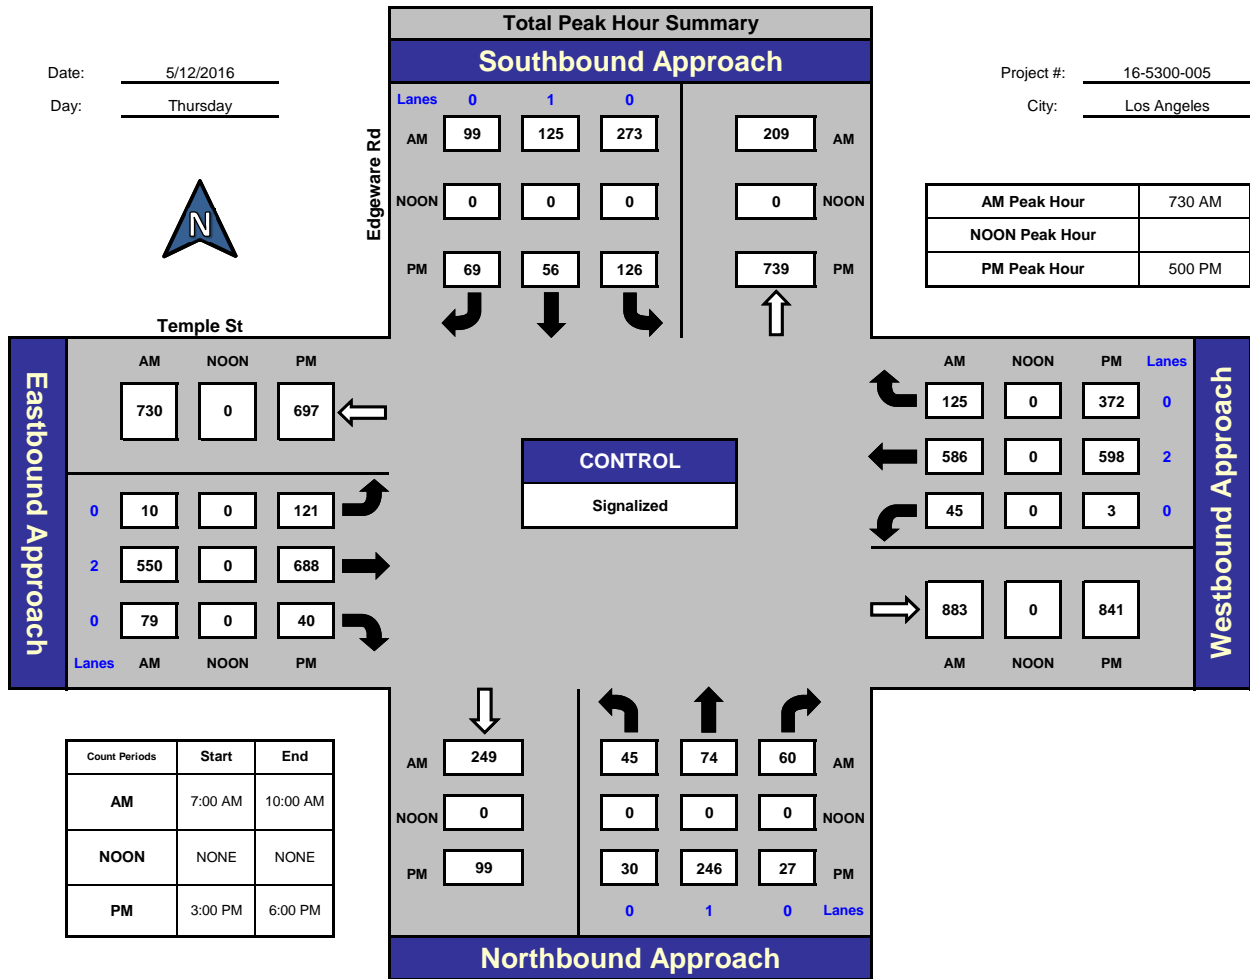 Total Peak Hour Summary
Southbound Approach
Date: 5/12/2016
Day: Thursday
Project #: 16-5300-005
City: Los Angeles
N
Edgeware Rd
Lanes 0 1 0
AM 99 125 273 209 AM
NOON 0 0 0 0 NOON
PM 69 56 126 739 PM
AM Peak Hour 730 AM
NOON Peak Hour
PM Peak Hour 500 PM
Temple St
Eastbound Approach
AM NOON PM
730 0 697
0 10 0 121
2 550 0 688
0 79 0 40
Lanes AM NOON PM
CONTROL
Signalized
AM NOON PM Lanes
125 0 372 0
586 0 598 2
45 0 3 0
883 0 841
AM NOON PM
Westbound Approach
Count Periods Start End
AM 7:00 AM 10:00 AM
NOON NONE NONE
PM 3:00 PM 6:00 PM
AM 249 45 74 60 AM
NOON 0 0 0 0 NOON
PM 99 30 246 27 PM
0 1 0 Lanes
Northbound Approach